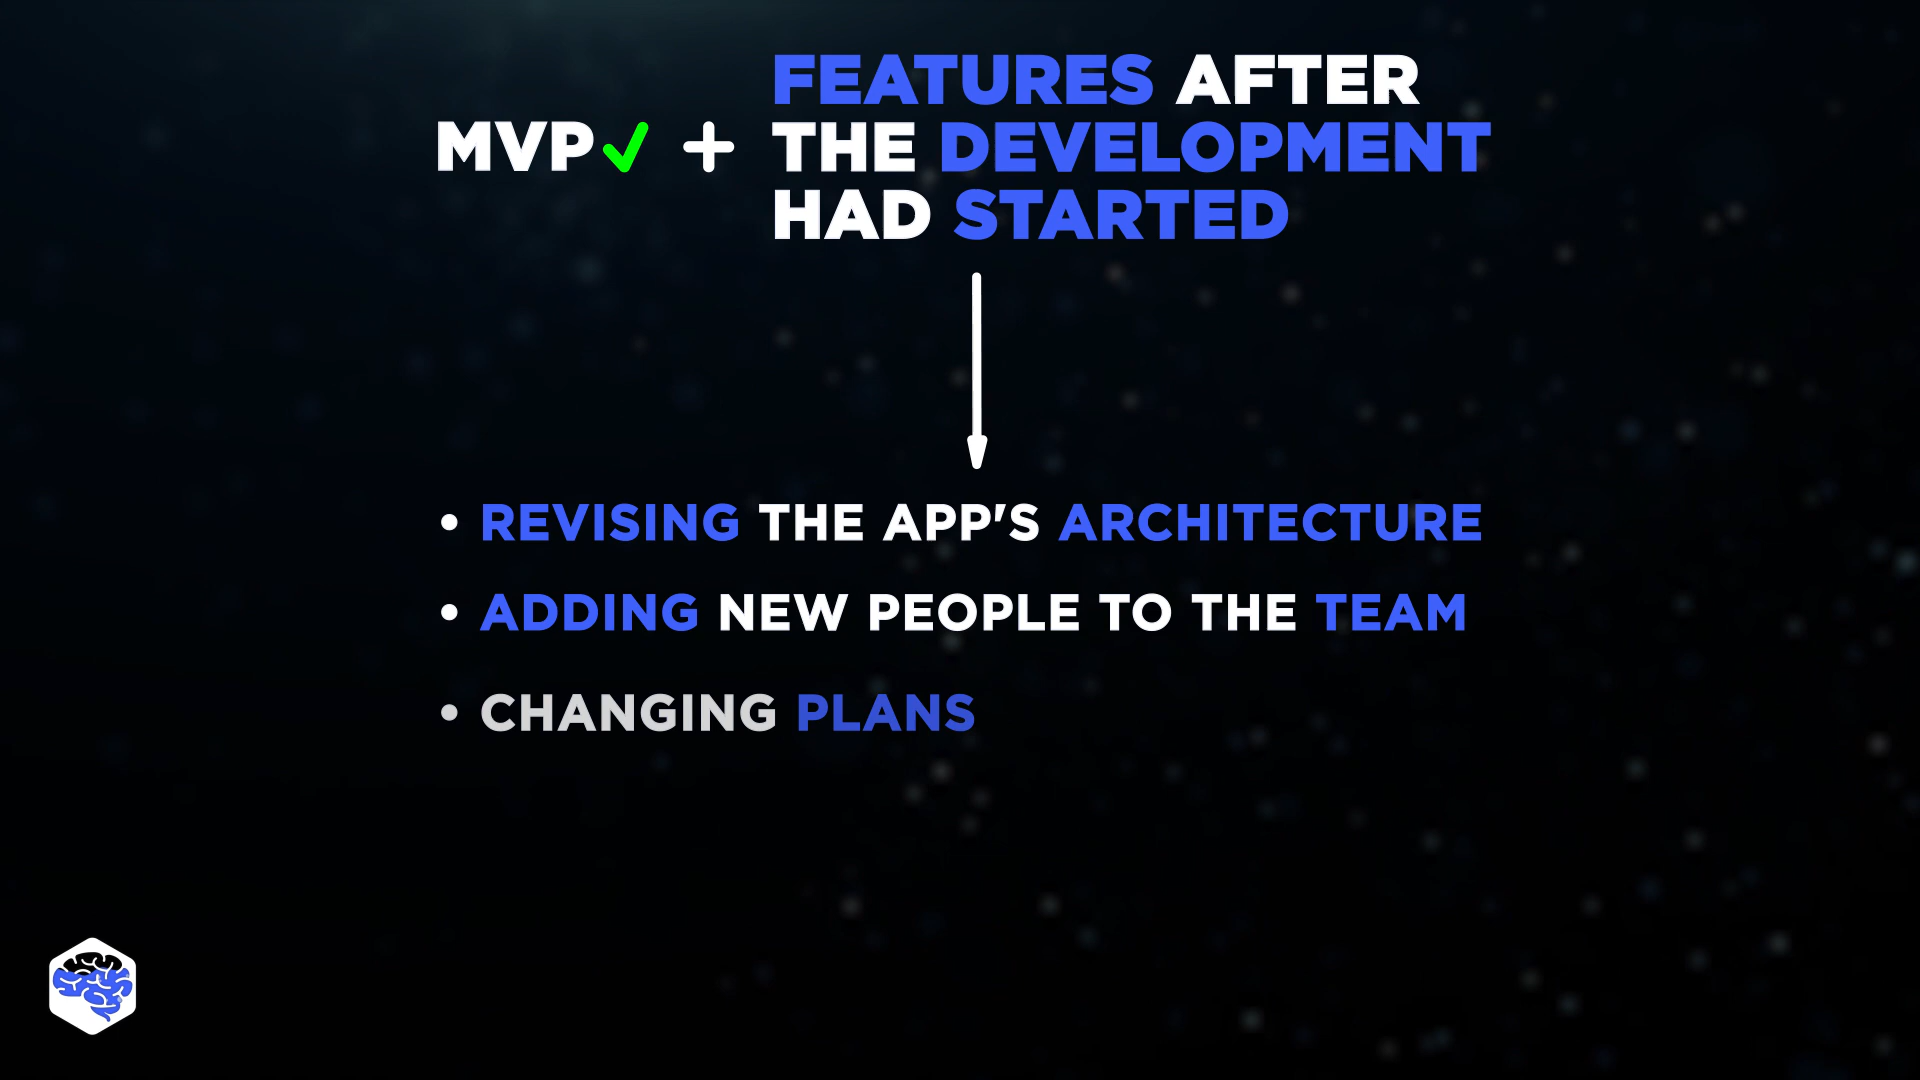 MVP✓ + FEATURES AFTER
THE DEVELOPMENT
HAD STARTED
• REVISING THE APP'S ARCHITECTURE
• ADDING NEW PEOPLE TO THE TEAM
• CHANGING PLANS